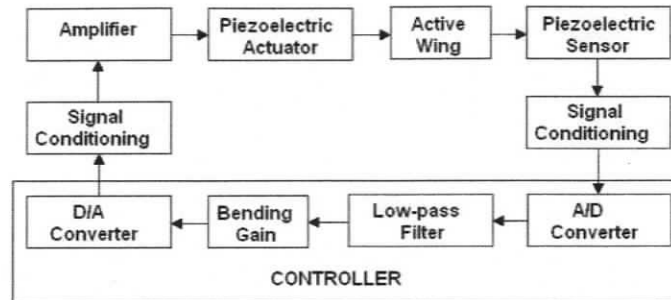 Amplifier
Piezoelectric
Actuator
Active
Wing
Piezoelectric
Sensor
Signal
Conditioning
Signal
Conditioning
D/A
Converter
Bending
Gain
Low-pass
Filter
A/D
Converter
CONTROLLER